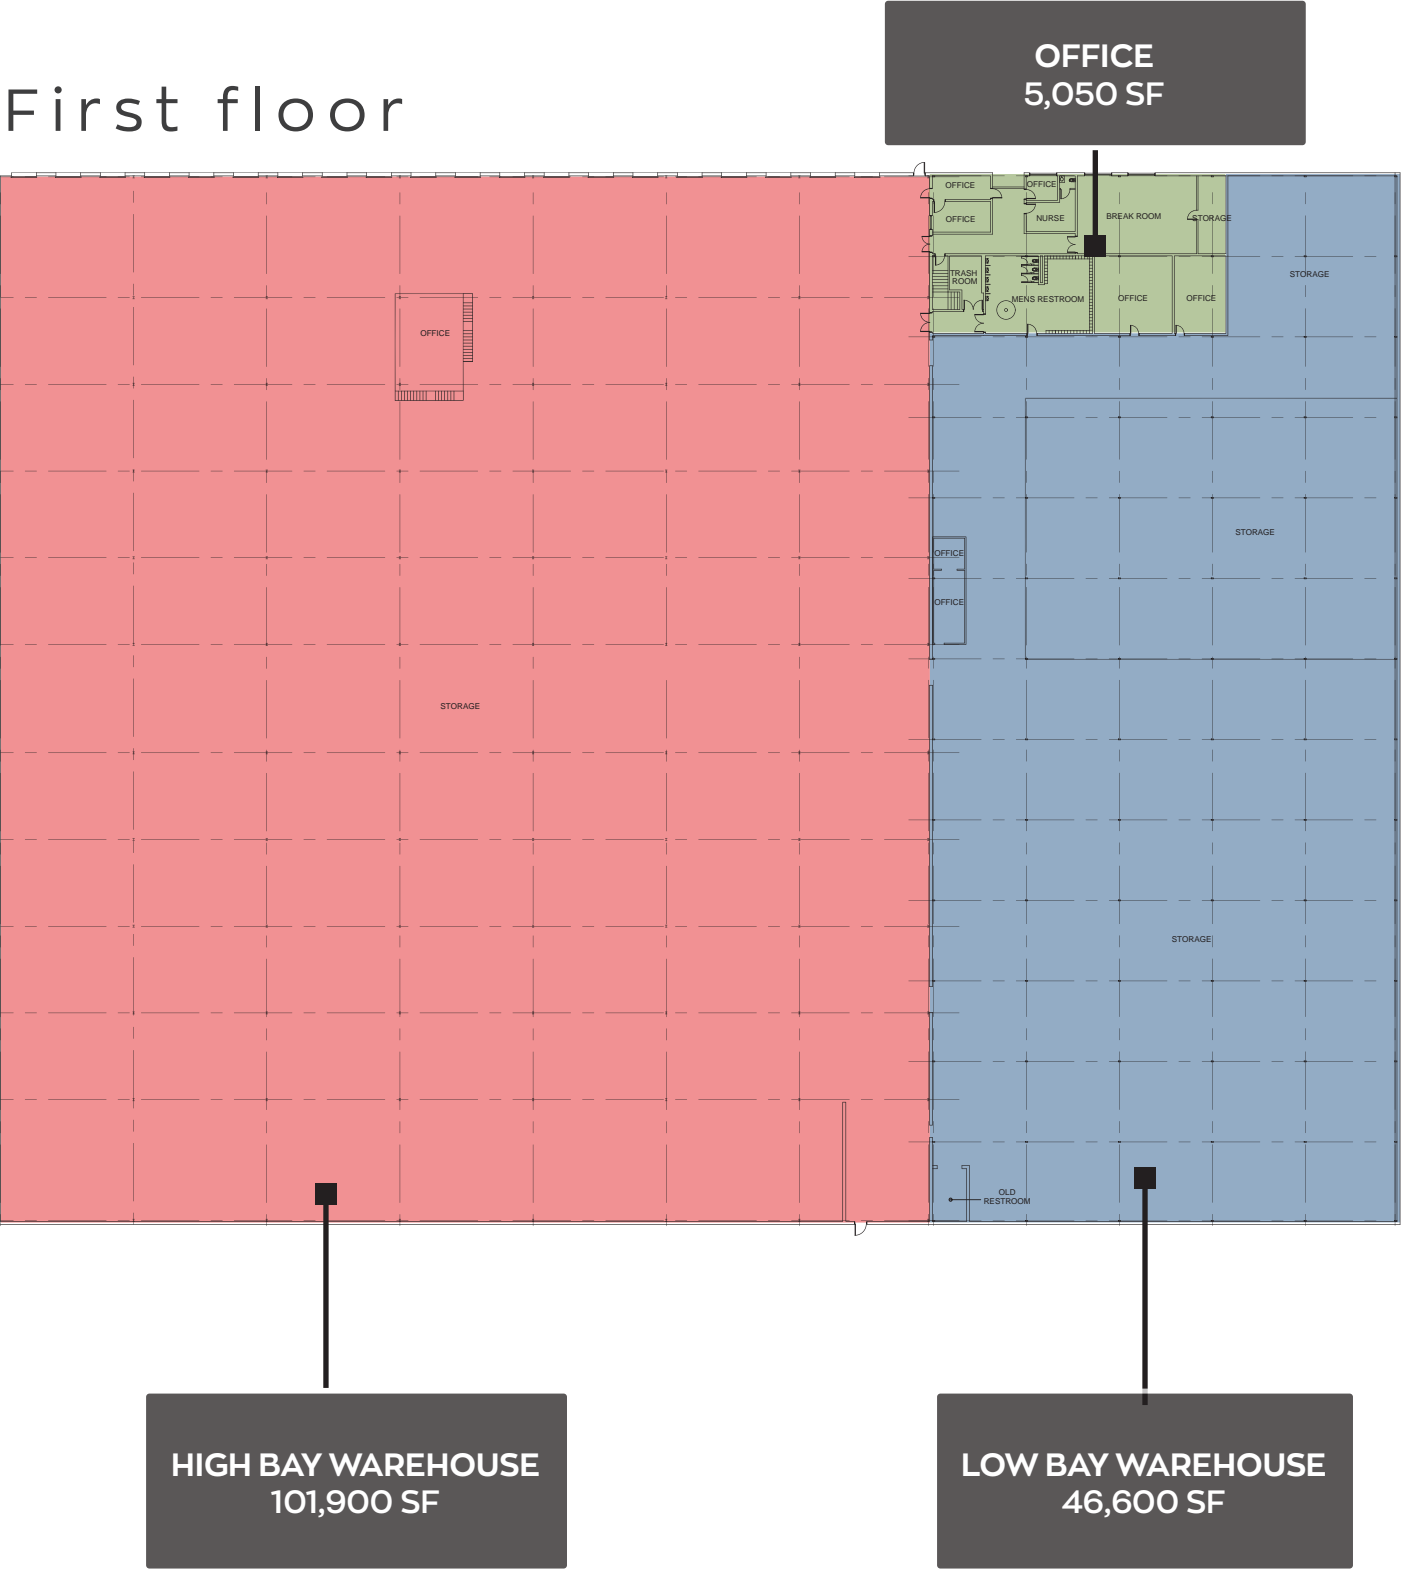 OFFICE
5,050 SF
First floor
OFFICE
OFFICE
OFFICE
NURSE
BREAK ROOM
STORAGE
STORAGE
TRASH
ROOM
MENS RESTROOM
OFFICE
OFFICE
OFFICE
STORAGE
OFFICE
OFFICE
STORAGE
STORAGE
OLD
RESTROOM
HIGH BAY WAREHOUSE
101,900 SF
LOW BAY WAREHOUSE
46,600 SF